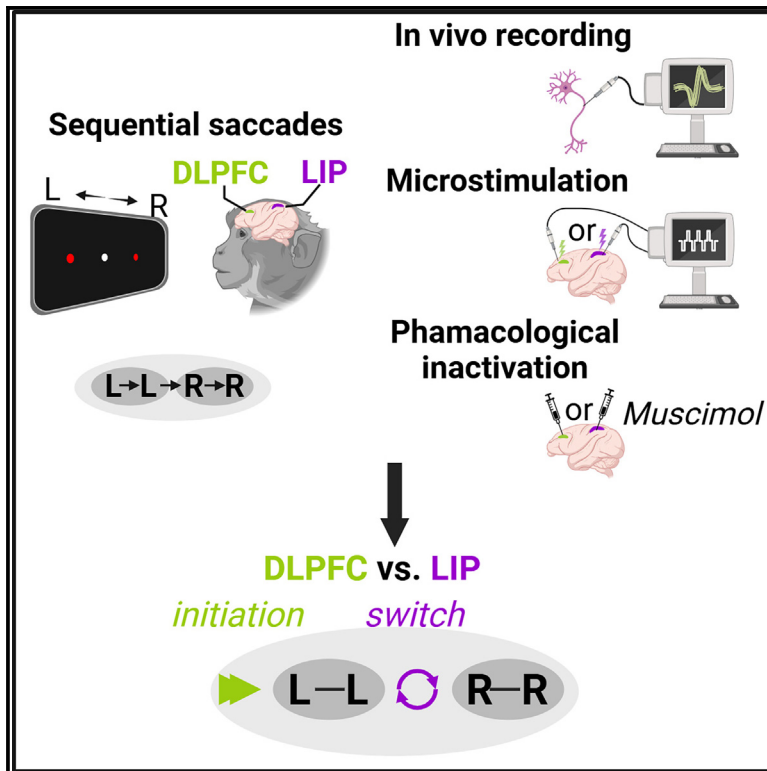 In vivo recording
Sequential saccades
DLPFC LIP
L R
Microstimulation
or
L→L→R→R
Phamacological
inactivation
or Muscimol
DLPFC vs. LIP
initiation switch
L—L R—R